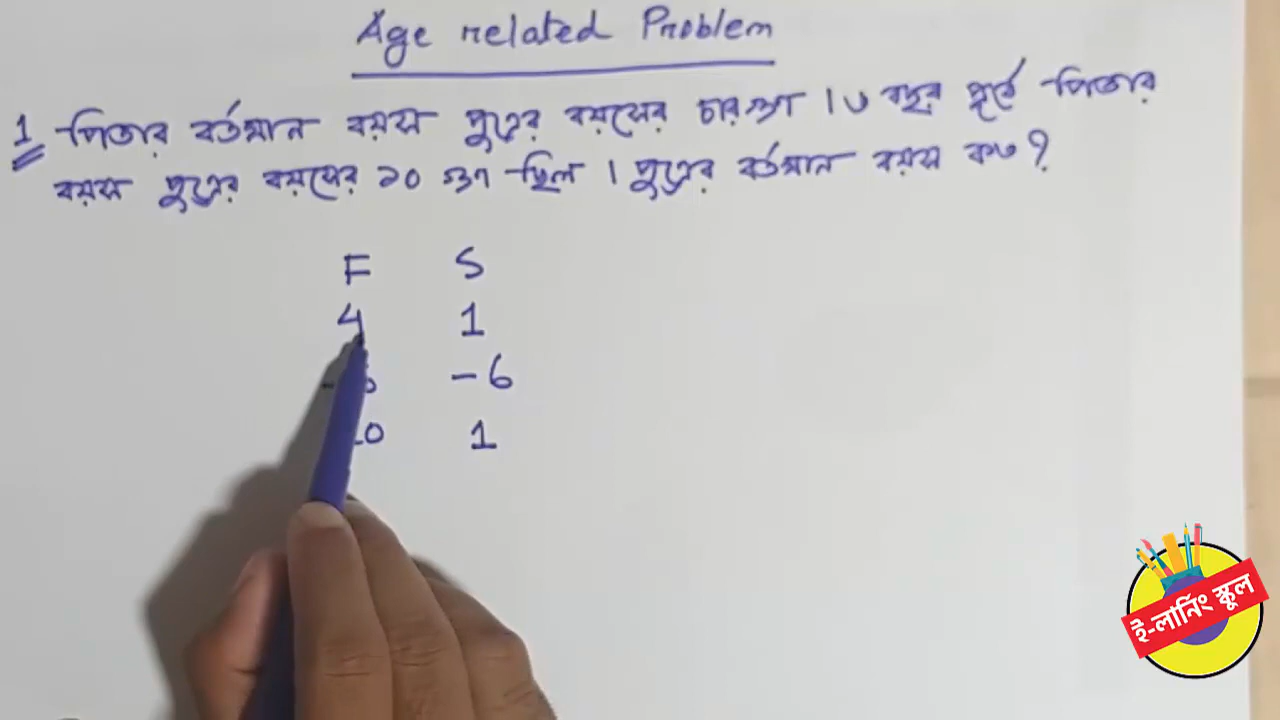 Age related Problem
1 পিতার বর্তমান বয়স পুত্রের বয়সের চারগুণ । ৬ বছর পূর্বে পিতার
বয়স পুত্রের বয়সের ১০ গুণ ছিল । পুত্রের বর্তমান বয়স কত ?
F S
4 1
- 6
10 1
ই-লার্নিং স্কুল